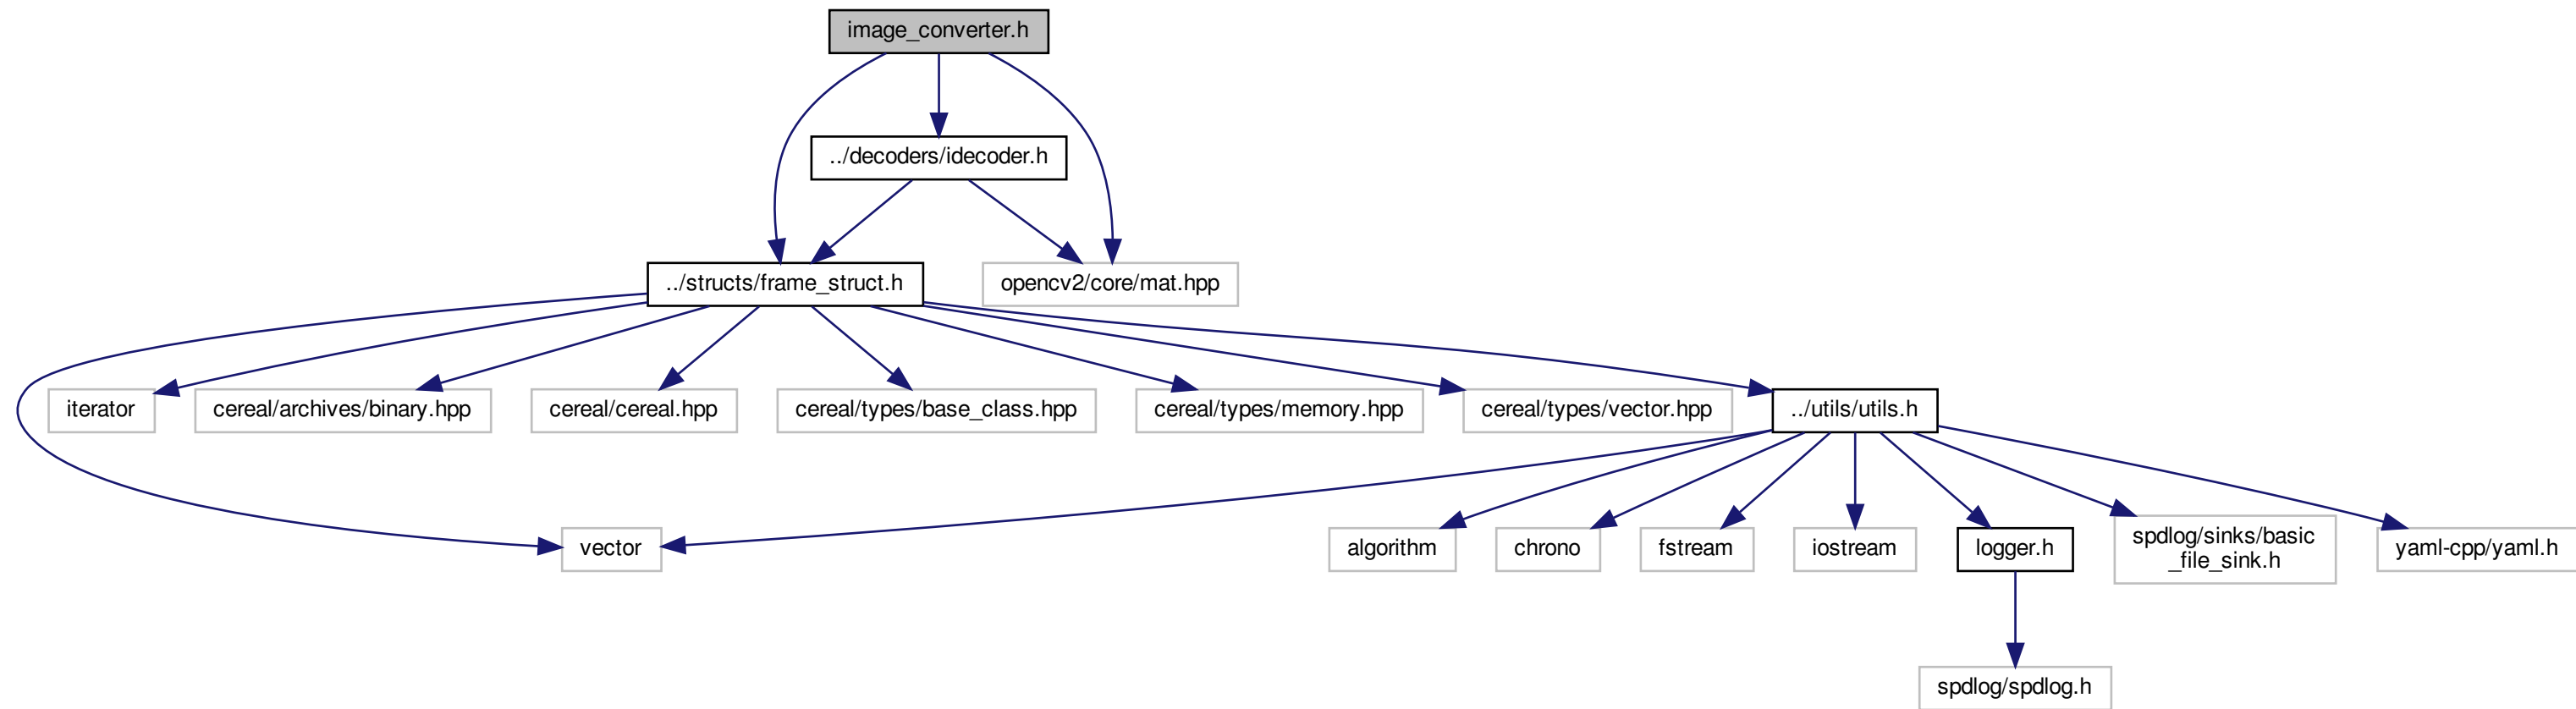 image_converter.h
../decoders/idecoder.h
../structs/frame_struct.h
opencv2/core/mat.hpp
iterator
cereal/archives/binary.hpp
cereal/cereal.hpp
cereal/types/base_class.hpp
cereal/types/memory.hpp
cereal/types/vector.hpp
../utils/utils.h
vector
algorithm
chrono
fstream
iostream
logger.h
spdlog/sinks/basic
_file_sink.h
yaml-cpp/yaml.h
spdlog/spdlog.h